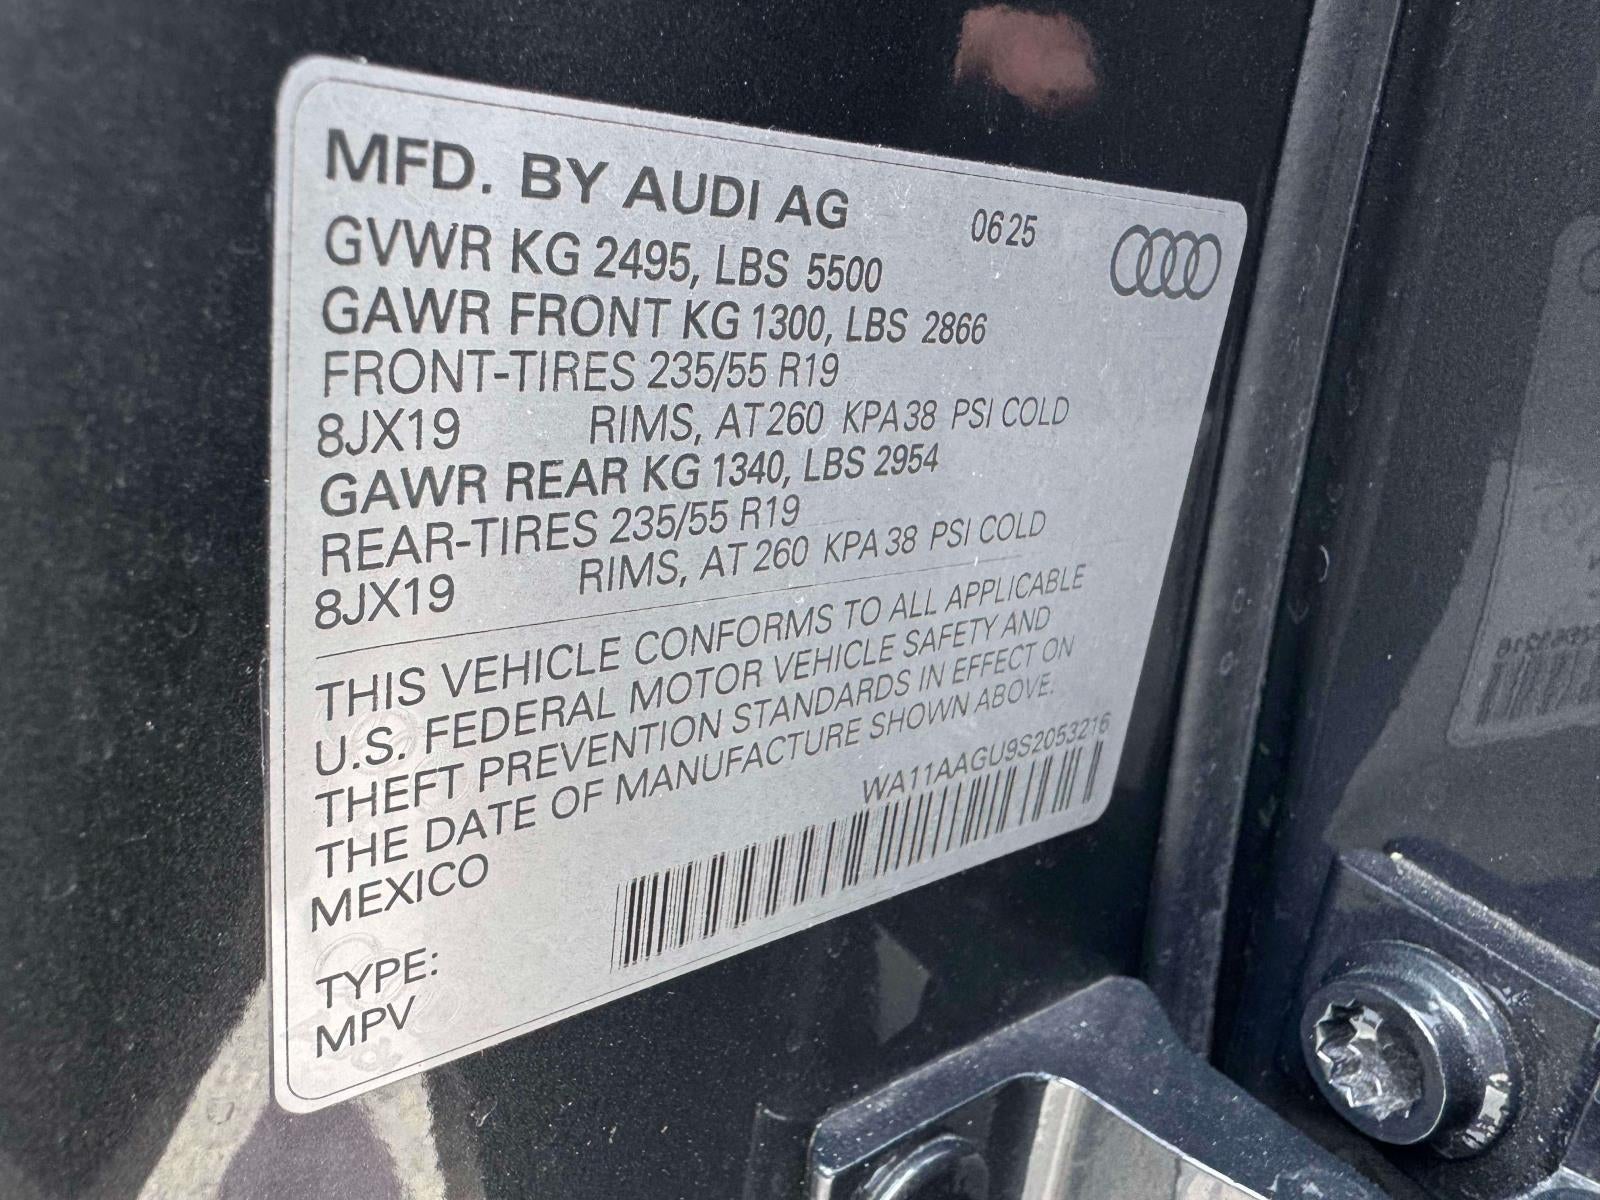 MFD. BY AUDI AG 0625
GVWR KG 2495, LBS 5500
GAWR FRONT KG 1300, LBS 2866
FRONT-TIRES 235/55 R19
8JX19 RIMS, AT 260 KPA 38 PSI COLD
GAWR REAR KG 1340, LBS 2954
REAR-TIRES 235/55 R19
8JX19 RIMS, AT 260 KPA 38 PSI COLD
THIS VEHICLE CONFORMS TO ALL APPLICABLE
U.S. FEDERAL MOTOR VEHICLE SAFETY AND
THEFT PREVENTION STANDARDS IN EFFECT ON
THE DATE OF MANUFACTURE SHOWN ABOVE.
MEXICO
WA11AAGU9S2053216
TYPE:
MPV